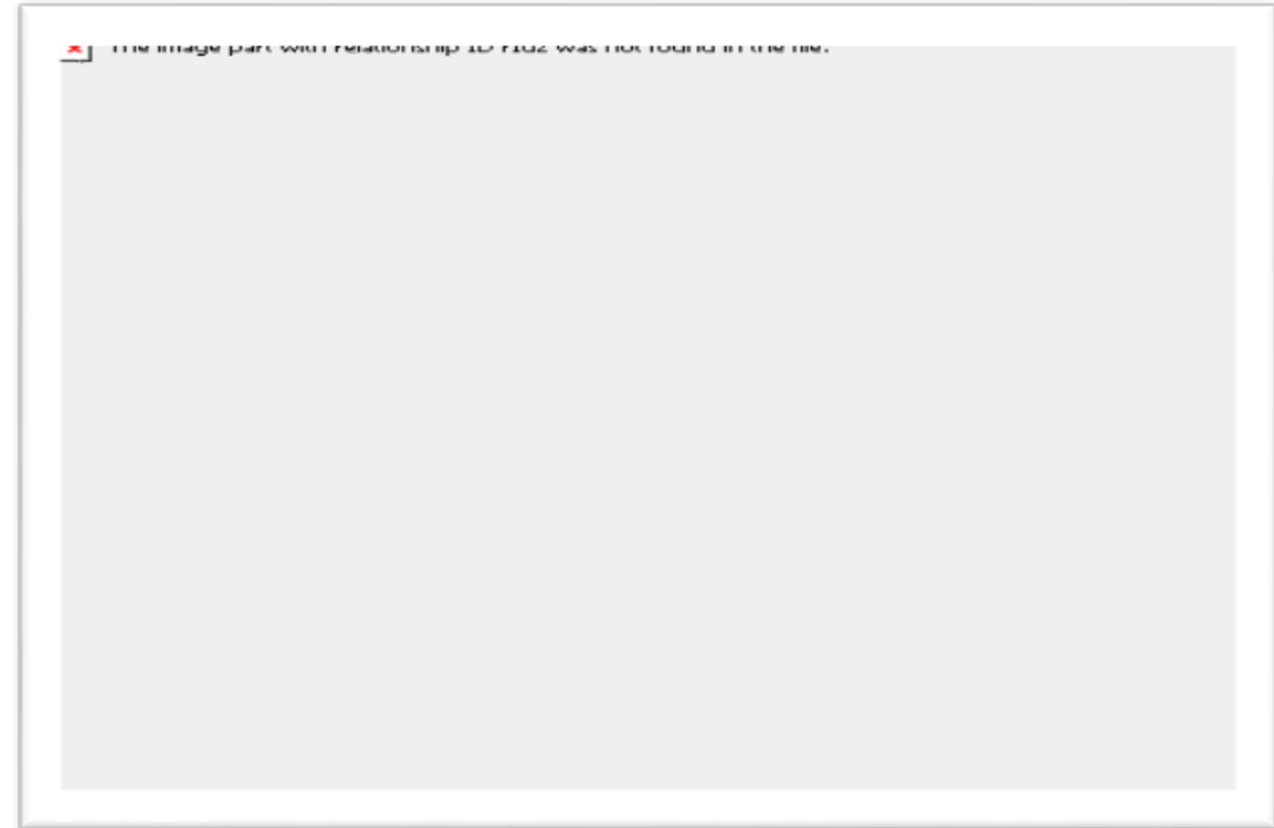 The image part with relationship ID rId2 was not found in the file.